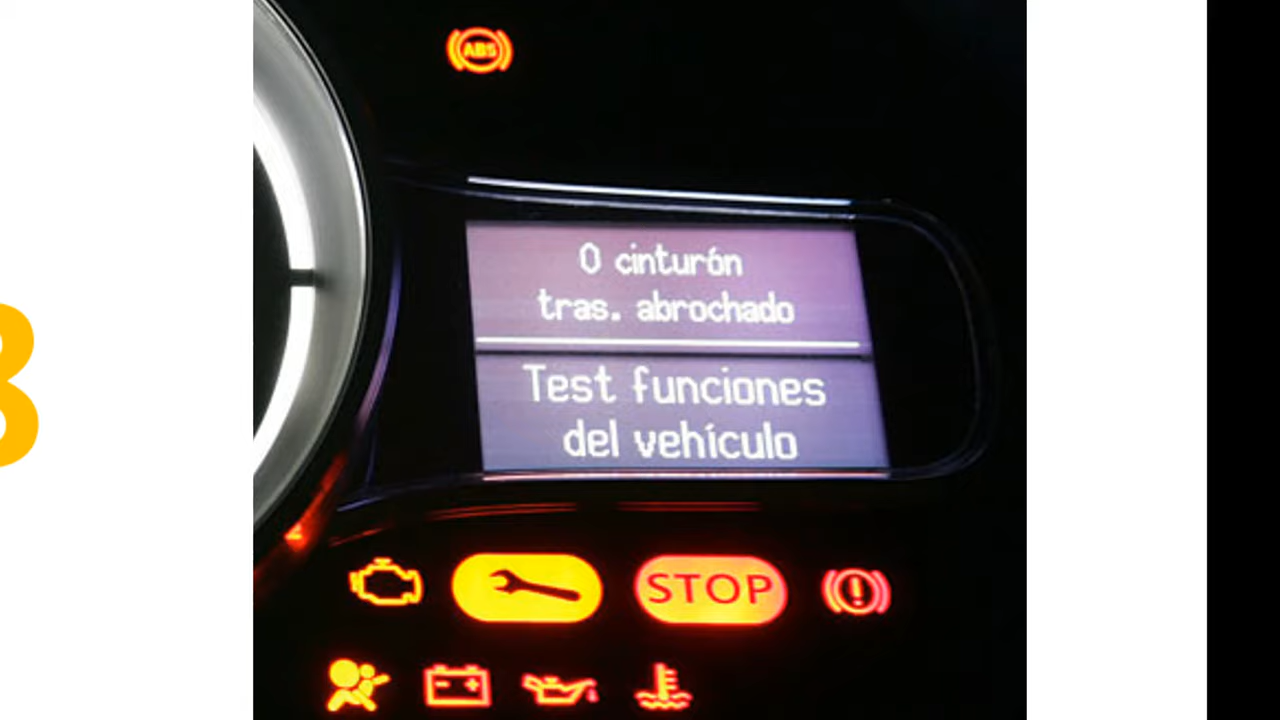 ABS
0 cinturón
tras. abrochado
Test funciones
del vehículo
STOP